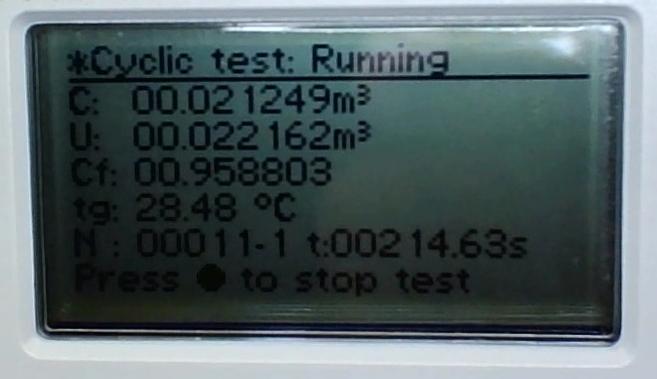 *Cyclic test: Running
C: 00.021249m³
U: 00.022162m³
Cf: 00.958803
tg: 28.48 °C
N : 00011-1 t:00214.63s
Press ● to stop test